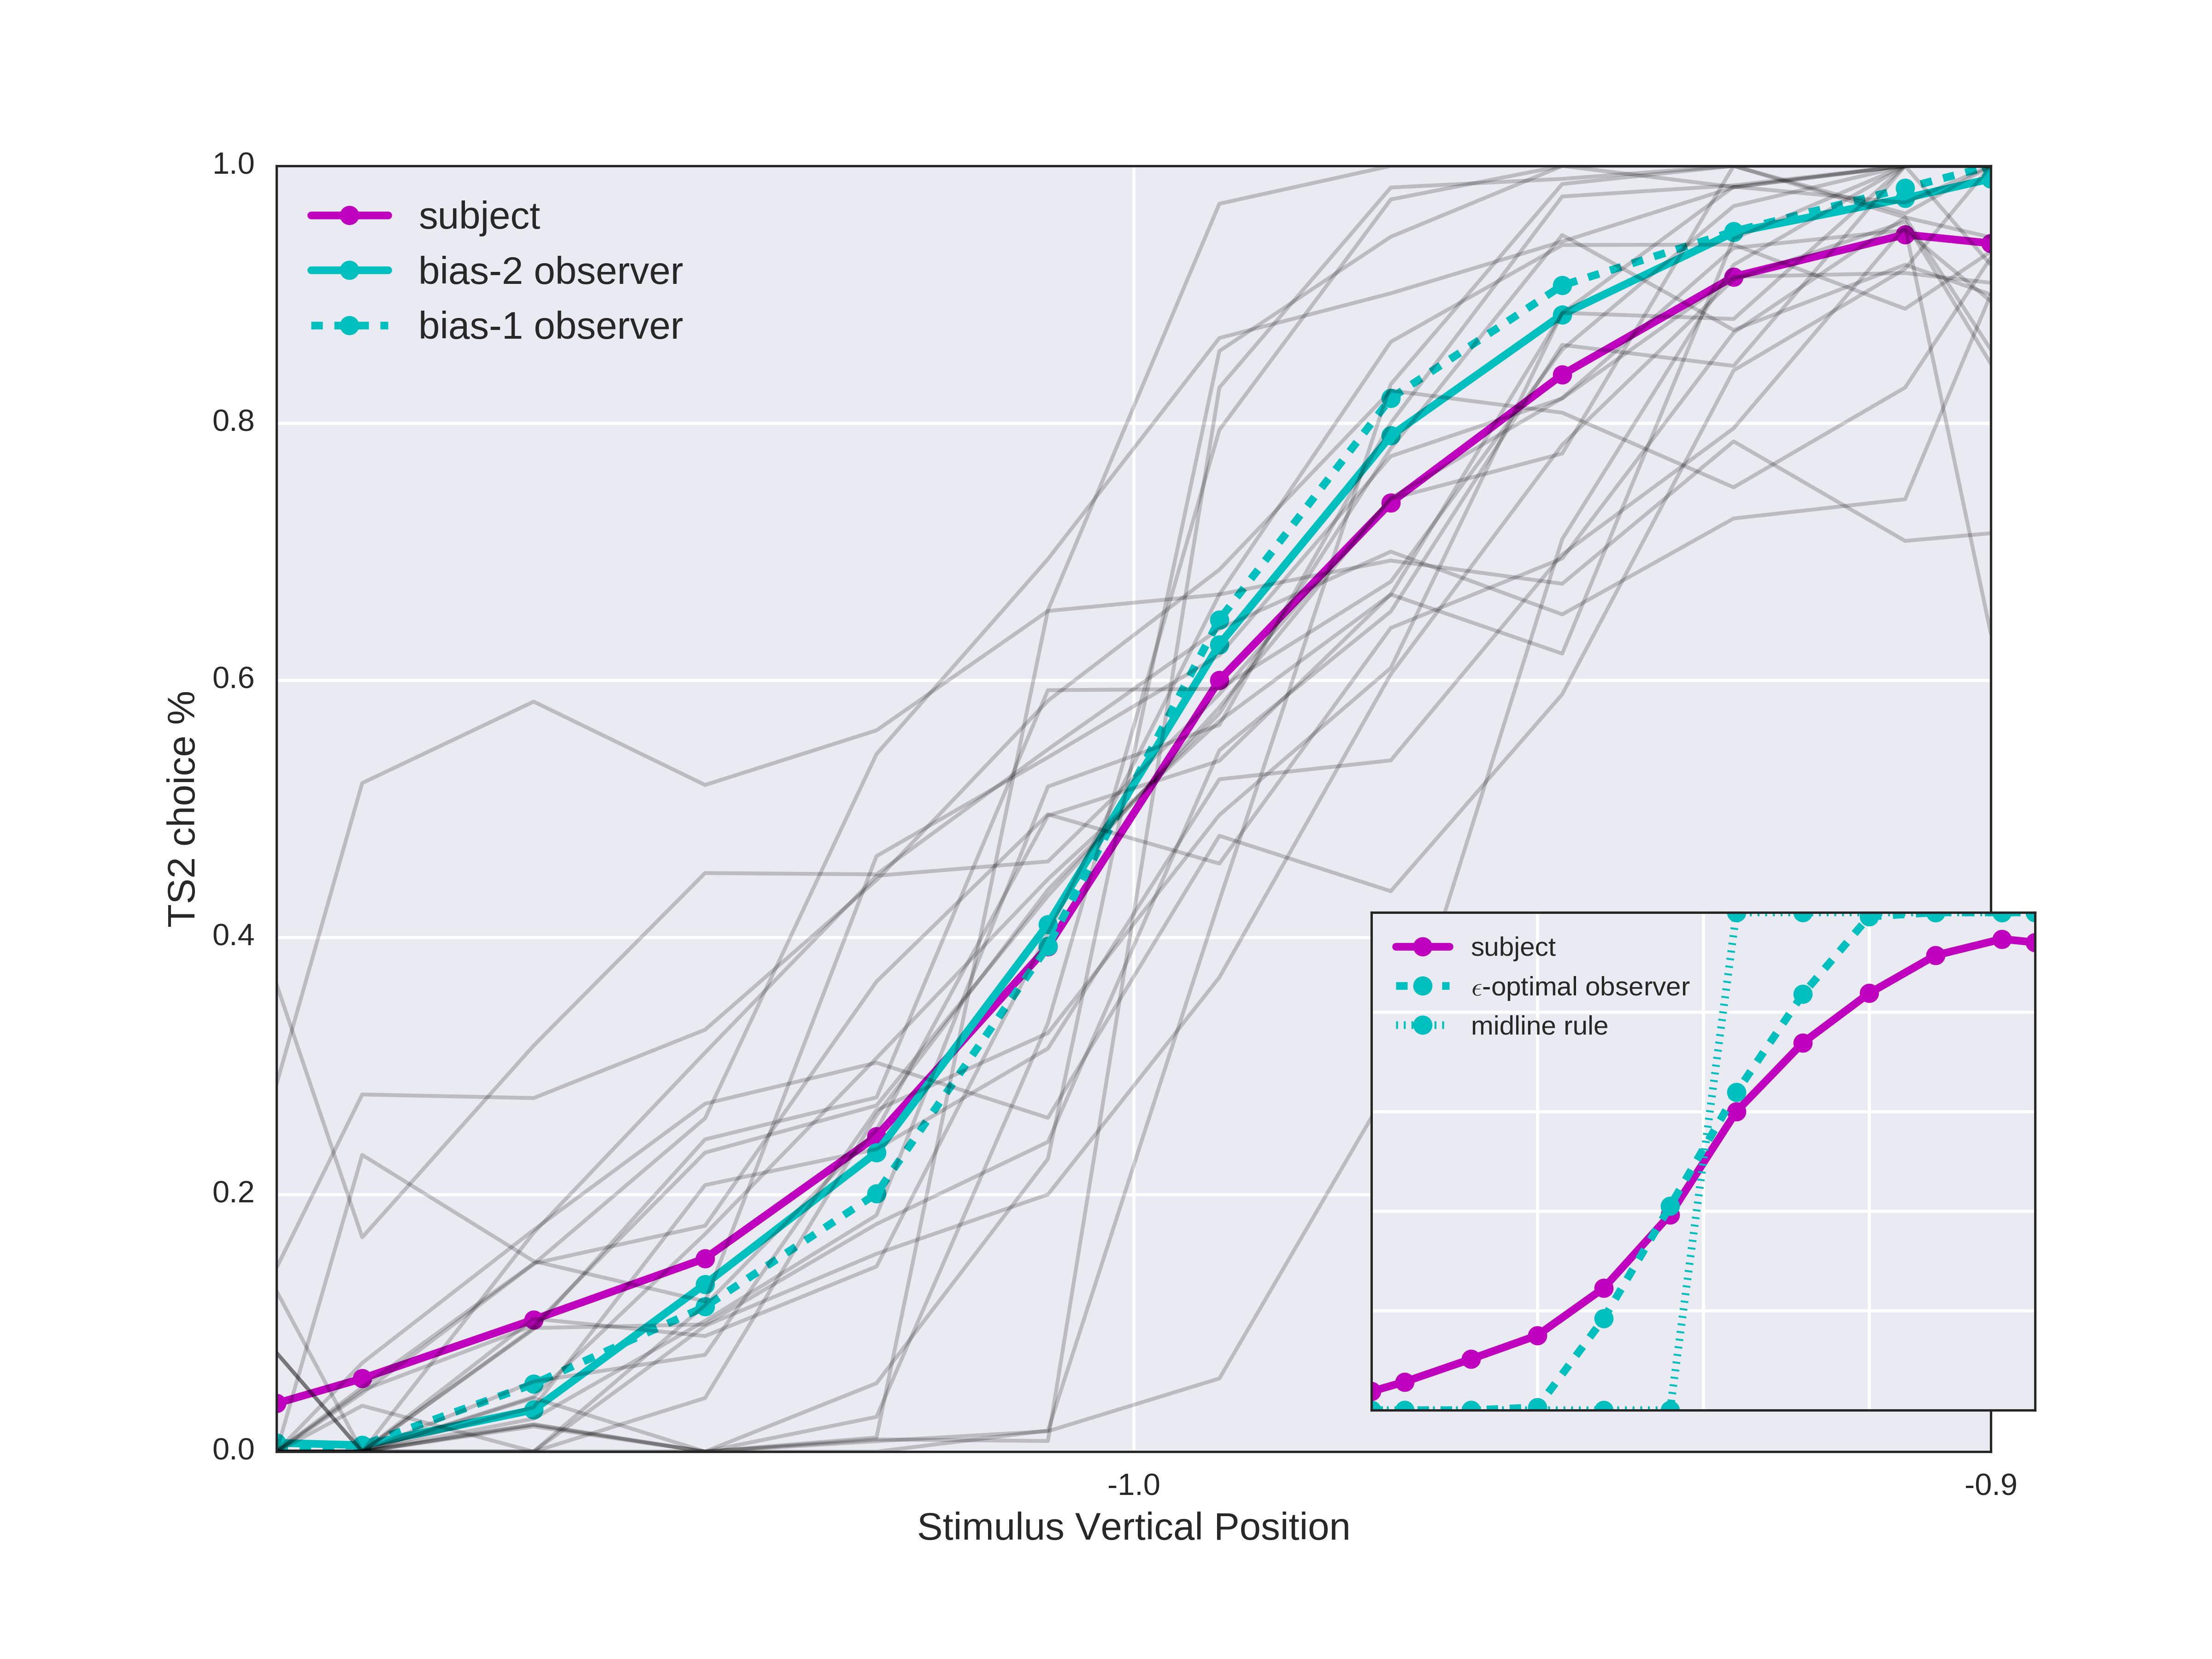 1.0
subject
bias-2 observer
bias-1 observer
0.8
0.6
TS2 choice %
0.4
subject
ϵ-optimal observer
midline rule
0.2
0.0
-1.0
-0.9
Stimulus Vertical Position